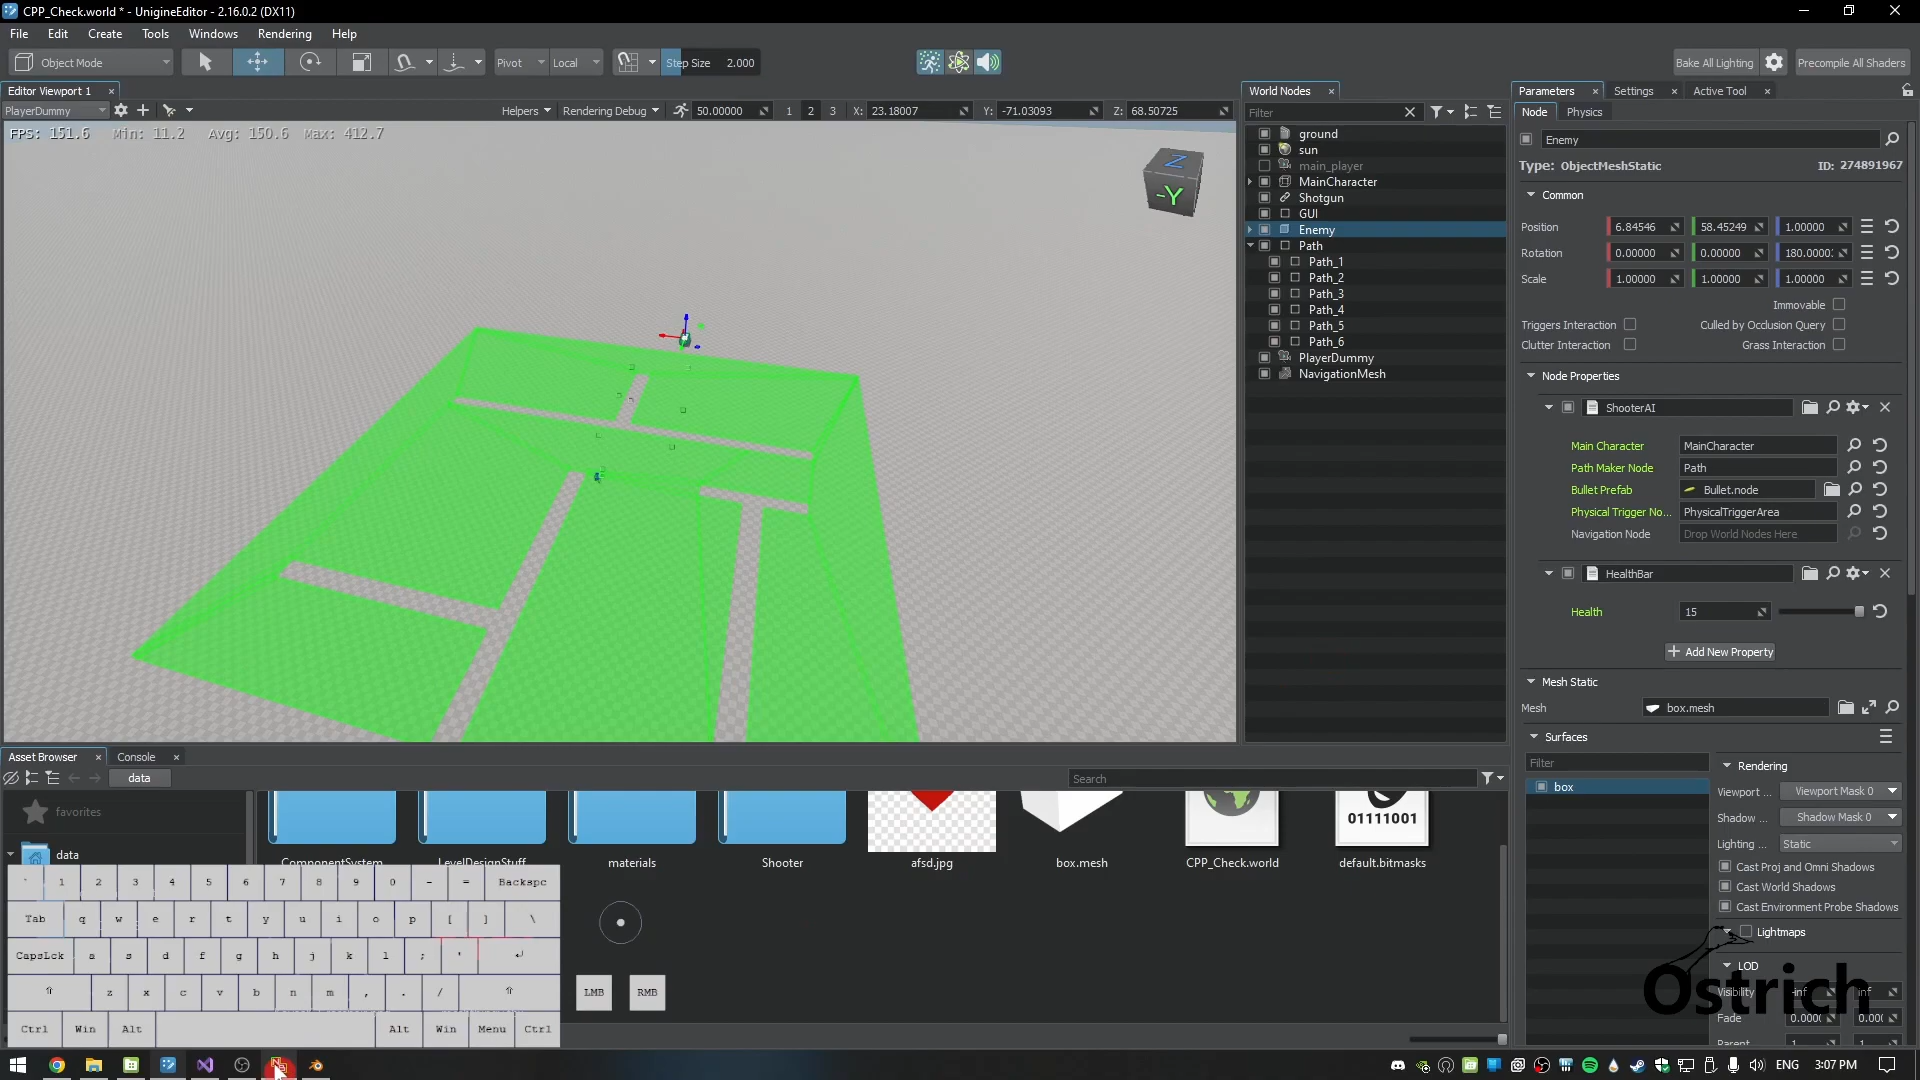 CPP_Check.world * - UnigineEditor - 2.16.0.2 (DX11)
File Edit Create Tools Windows Rendering Help
Object Mode Pivot Local Step Size 2.000 Bake All Lighting Precompile All Shaders
Editor Viewport 1
PlayerDummy Helpers Rendering Debug 50.00000 1 2 3 X: 23.18007 Y: -71.03093 Z: 68.50725
FPS: 151.6 Min: 11.2 Avg: 150.6 Max: 412.7
Z
-Y
World Nodes
Filter
ground
sun
main_player
MainCharacter
Shotgun
GUI
Enemy
Path
Path_1
Path_2
Path_3
Path_4
Path_5
Path_6
PlayerDummy
NavigationMesh
Parameters Settings Active Tool
Node Physics
Enemy
Type: ObjectMeshStatic ID: 274891967
Common
Position 6.84546 58.45249 1.00000
Rotation 0.00000 0.00000 180.0000
Scale 1.00000 1.00000 1.00000
Immovable
Triggers Interaction Culled by Occlusion Query
Clutter Interaction Grass Interaction
Node Properties
ShooterAI
Main Character MainCharacter
Path Maker Node Path
Bullet Prefab Bullet.node
Physical Trigger No... PhysicalTriggerArea
Navigation Node Drop World Nodes Here
HealthBar
Health 15
Add New Property
Mesh Static
Mesh box.mesh
Surfaces
Filter
box
Rendering
Viewport ... Viewport Mask 0
Shadow ... Shadow Mask 0
Lighting ... Static
Cast Proj and Omni Shadows
Cast World Shadows
Cast Environment Probe Shadows
Lightmaps
LOD
Visibility -inf inf
Fade 0.000 0.000
Ostrich
Asset Browser Console
data Search
favorites
data
ComponentSystem LevelDesignStuff materials Shooter afsd.jpg box.mesh CPP_Check.world default.bitmasks
01111001
` 1 2 3 4 5 6 7 8 9 0 - = Backspc
Tab q w e r t y u i o p [ ] \
CapsLck a s d f g h j k l ; ' ↵
⇧ z x c v b n m , . / ⇧
Ctrl Win Alt Alt Win Menu Ctrl
LMB RMB
ENG 3:07 PM